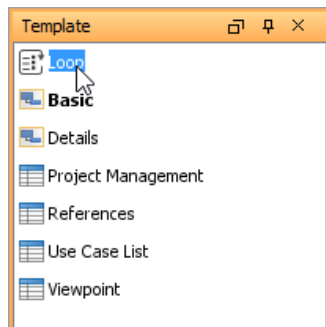 Template
Loop
Basic
Details
Project Management
References
Use Case List
Viewpoint